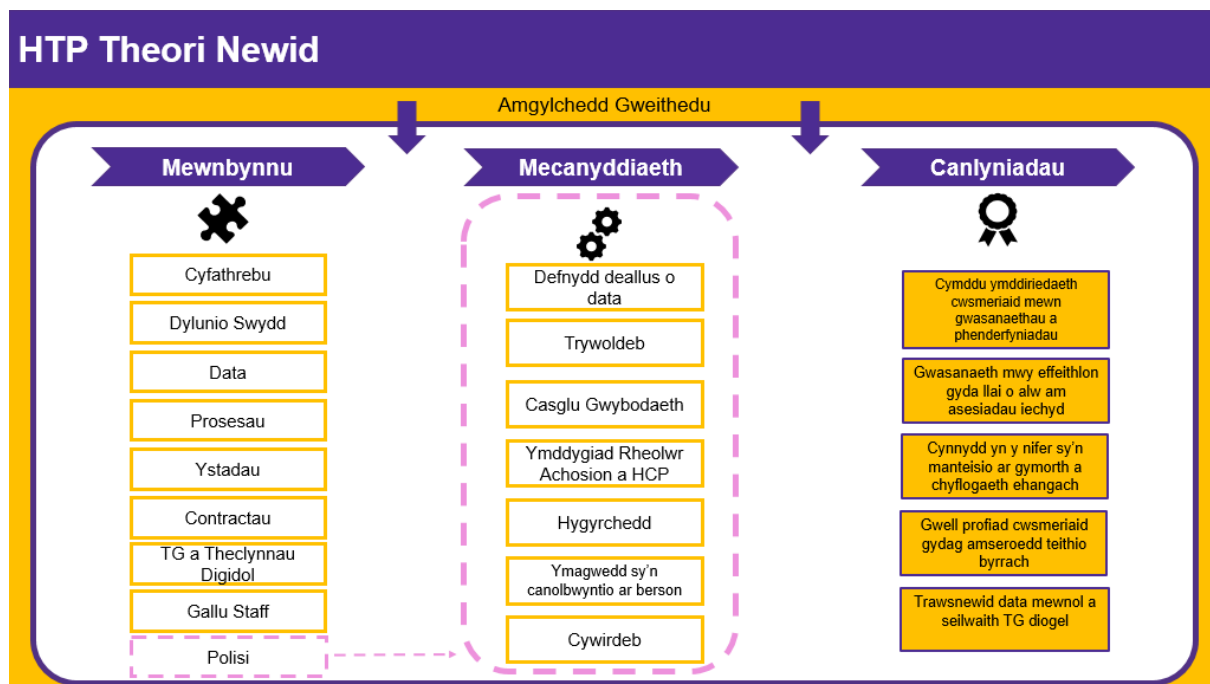 HTP Theori Newid
Amgylchedd Gweithedu
Mewnbynnu
Cyfathrebu
Dylunio Swydd
Data
Prosesau
Ystadau
Contractau
TG a Theclynnau
Digidol
Gallu Staff
Polisi
Mecanyddiaeth
Defnydd deallus o
data
Trywoldeb
Casglu Gwybodaeth
Ymddygiad Rheolwr
Achosion a HCP
Hygyrchedd
Ymagwedd sy’n
canolbwyntio ar berson
Cywirdeb
Canlyniadau
Cymddu ymddiriedaeth
cwsmeriaid mewn
gwasanaethau a
phenderfyniadau
Gwasanaeth mwy effeithlon
gyda llai o alw am
asesiadau iechyd
Cynnydd yn y nifer sy’n
manteisio ar gymorth a
chyflogaeth ehangach
Gwell profiad cwsmeriaid
gydag amseroedd teithio
byrrach
Trawsnewid data mewnol a
seilwaith TG diogel